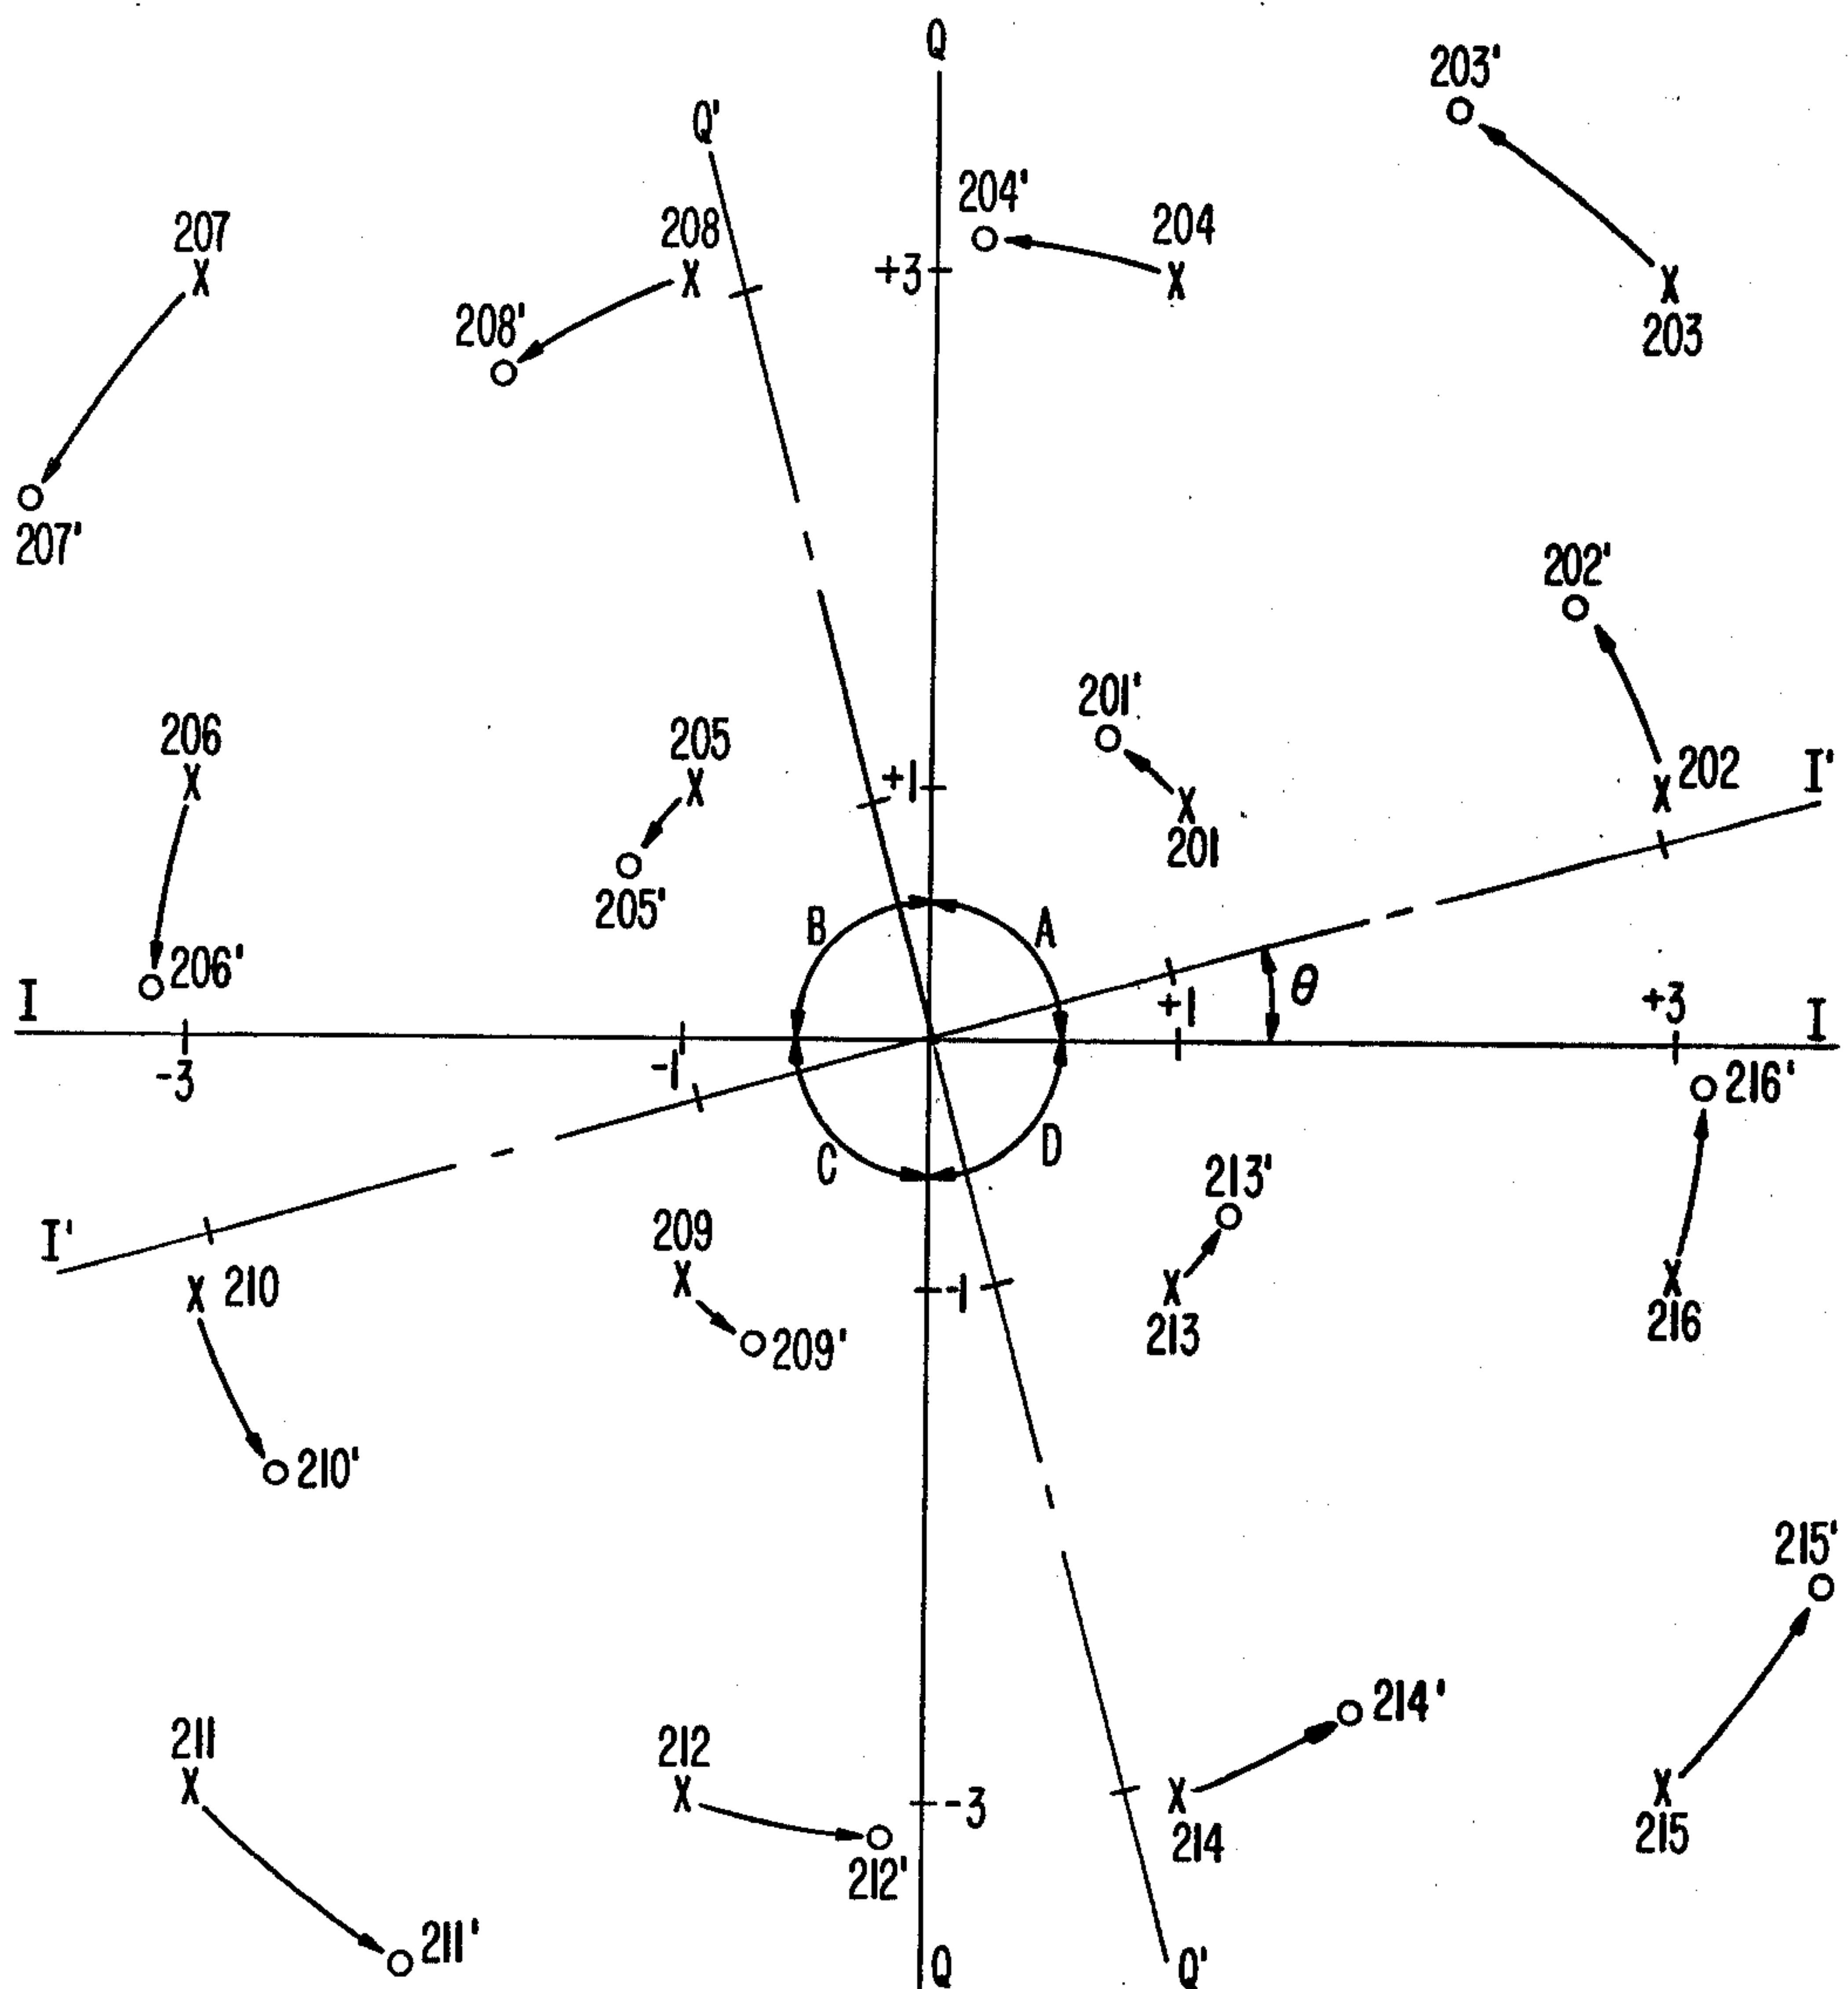 Q
203'
Q'
204'
207 208 204
+3
208'
203
207'
202'
201'
206 205 +1 202 I'
201
205'
B A
206' θ
I +1 +3 I
-3 -1
216'
C D
213'
I' 209
210 -1
213 216
209'
210'
215'
214'
211 212
-3
214 215
212'
211'
Q Q'